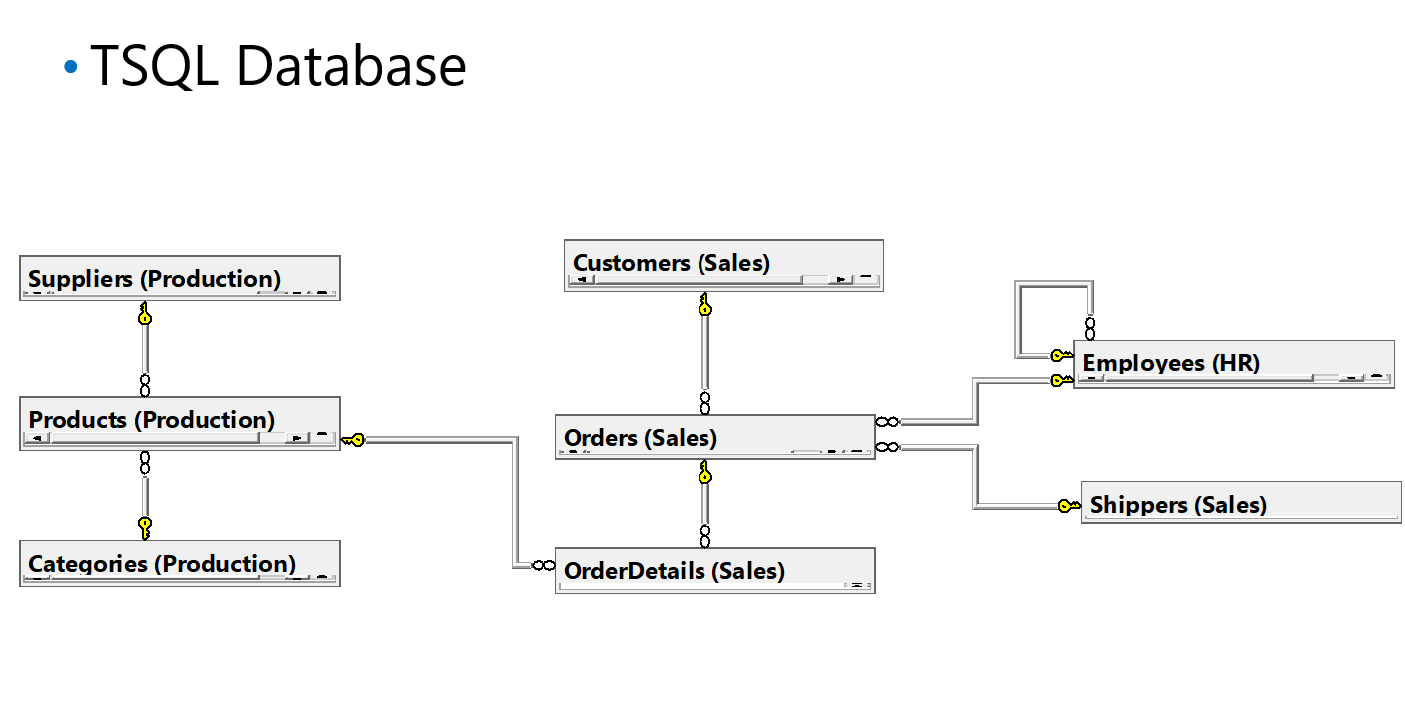 • TSQL Database
Suppliers (Production)
Customers (Sales)
Employees (HR)
Products (Production)
Orders (Sales)
Shippers (Sales)
Categories (Production)
OrderDetails (Sales)